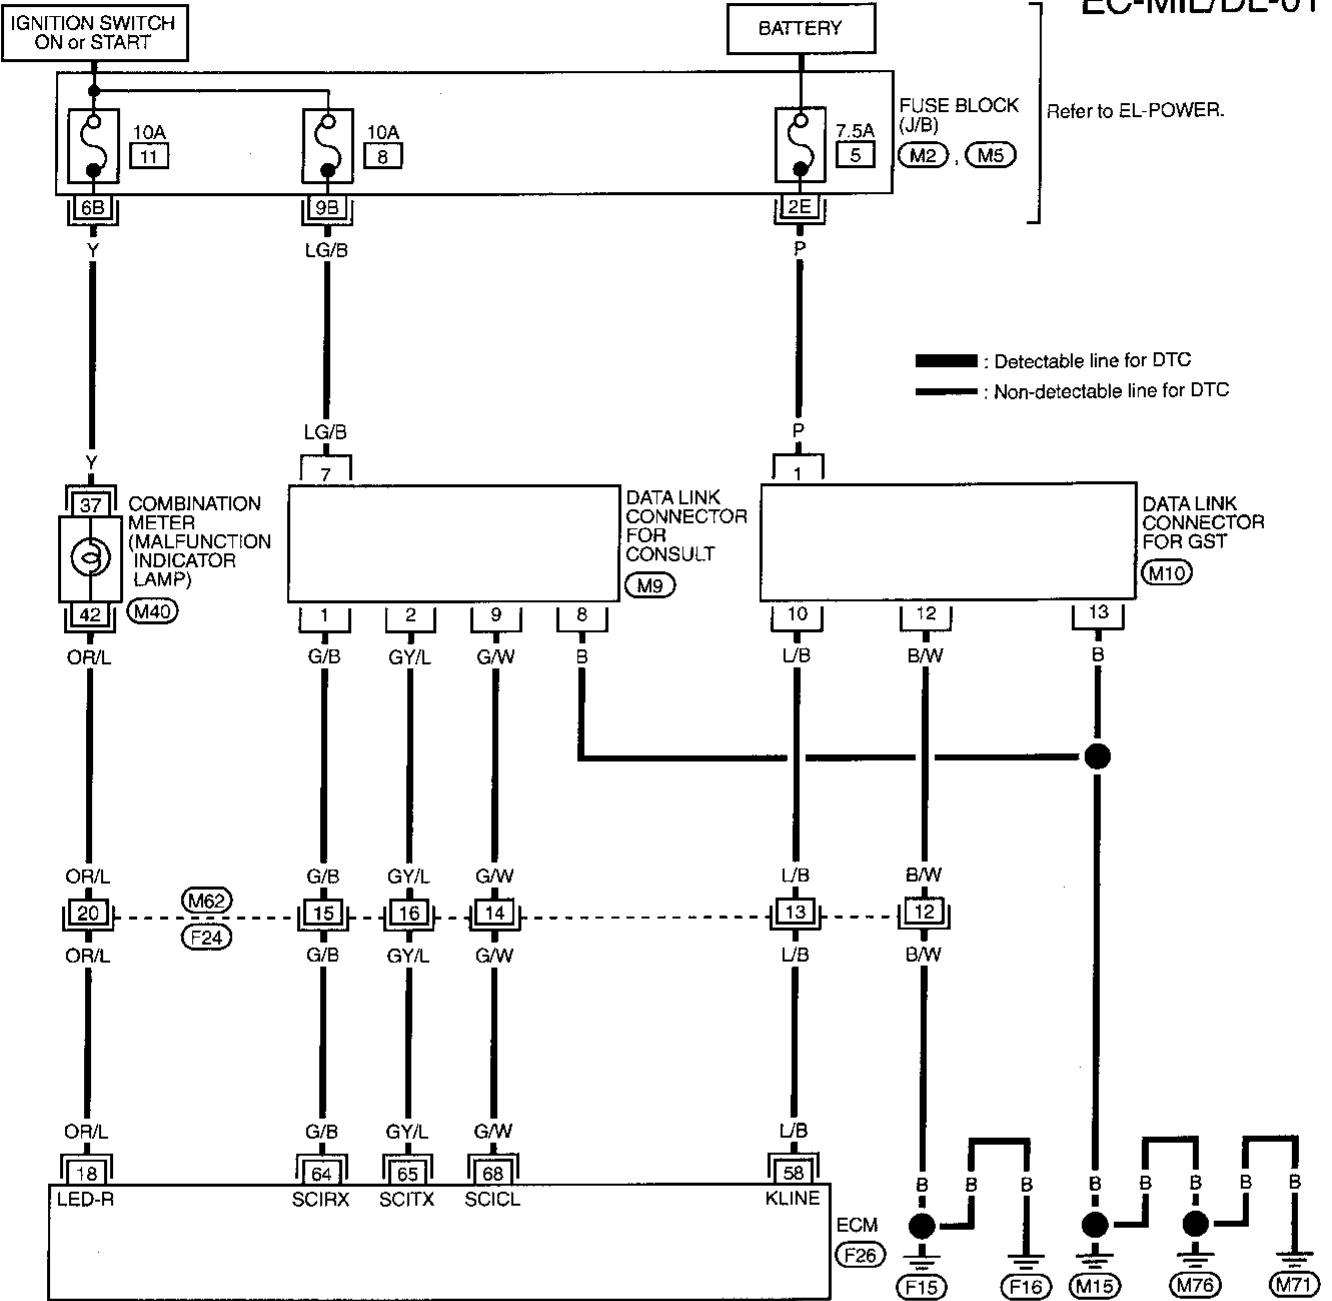 EC-MIL/DL-01
IGNITION SWITCH
ON or START
BATTERY
10A
11
10A
8
7.5A
5
FUSE BLOCK
(J/B)
M2 , M5
Refer to EL-POWER.
6B
9B
2E
Y
LG/B
P
: Detectable line for DTC
: Non-detectable line for DTC
Y
LG/B
P
37
7
1
COMBINATION
METER
(MALFUNCTION
INDICATOR
LAMP)
M40
DATA LINK
CONNECTOR
FOR
CONSULT
M9
DATA LINK
CONNECTOR
FOR GST
M10
42
1
2
9
8
10
12
13
OR/L
G/B
GY/L
G/W
B
L/B
B/W
B
OR/L
G/B
GY/L
G/W
L/B
B/W
20
M62
F24
15
16
14
13
12
OR/L
G/B
GY/L
G/W
L/B
B/W
OR/L
G/B
GY/L
G/W
L/B
18
64
65
68
58
LED-R
SCIRX
SCITX
SCICL
KLINE
ECM
F26
B
B
B
B
B
B
B
B
F15
F16
M15
M76
M71